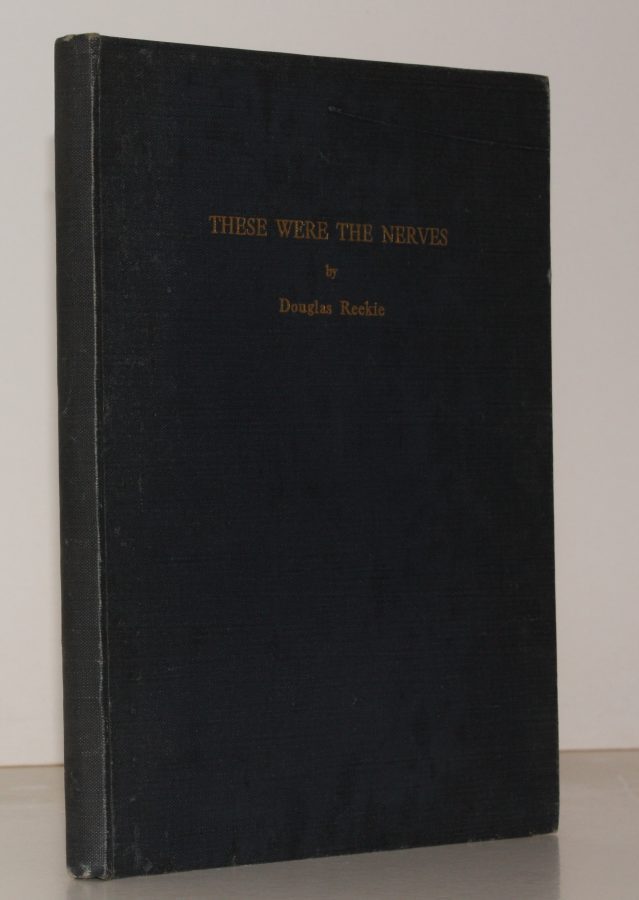 THESE WERE THE NERVES
by
Douglas Reekie